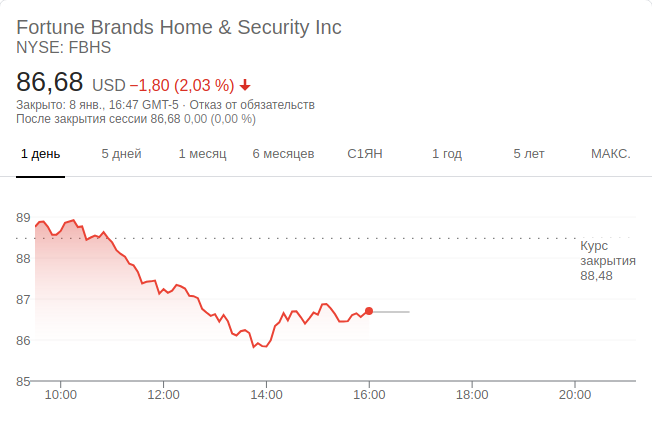 Fortune Brands Home & Security Inc
NYSE: FBHS
86,68 USD −1,80 (2,03 %)
Закрыто: 8 янв., 16:47 GMT-5 · Отказ от обязательств
После закрытия сессии 86,68 0,00 (0,00 %)
1 день 5 дней 1 месяц 6 месяцев С1ЯН 1 год 5 лет МАКС.
89
Курс
закрытия
88,48
88
87
86
85
10:00 12:00 14:00 16:00 18:00 20:00